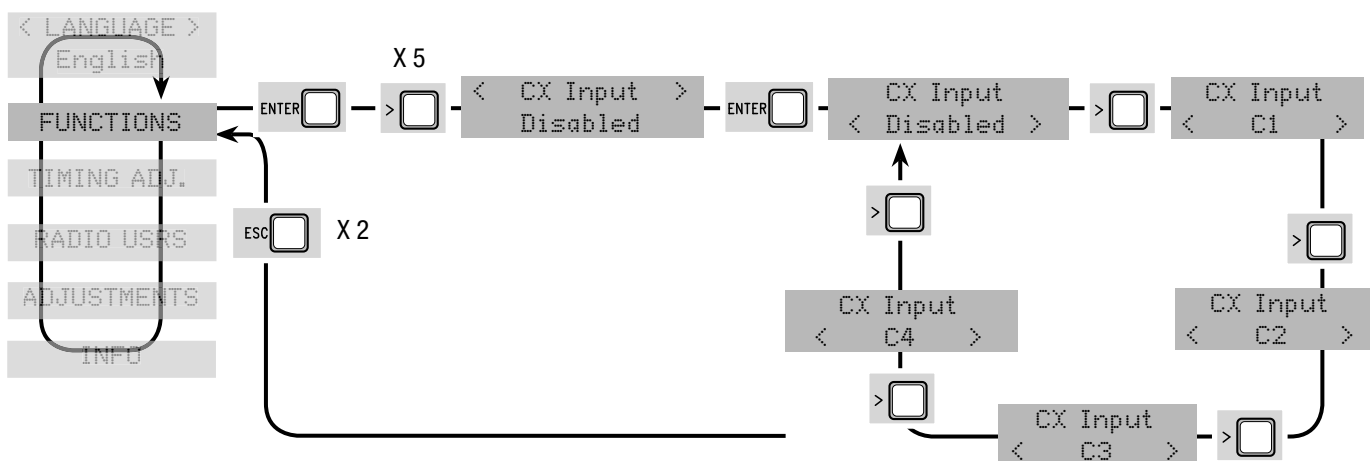 < LANGUAGE >
English
FUNCTIONS
TIMING ADJ.
RADIO USRS
ADJUSTMENTS
INFO
ENTER
X 5
>
< CX Input >
Disabled
ENTER
CX Input
< Disabled >
>
CX Input
< C1 >
>
CX Input
< C2 >
>
CX Input
< C3 >
>
CX Input
< C4 >
>
ESC
X 2